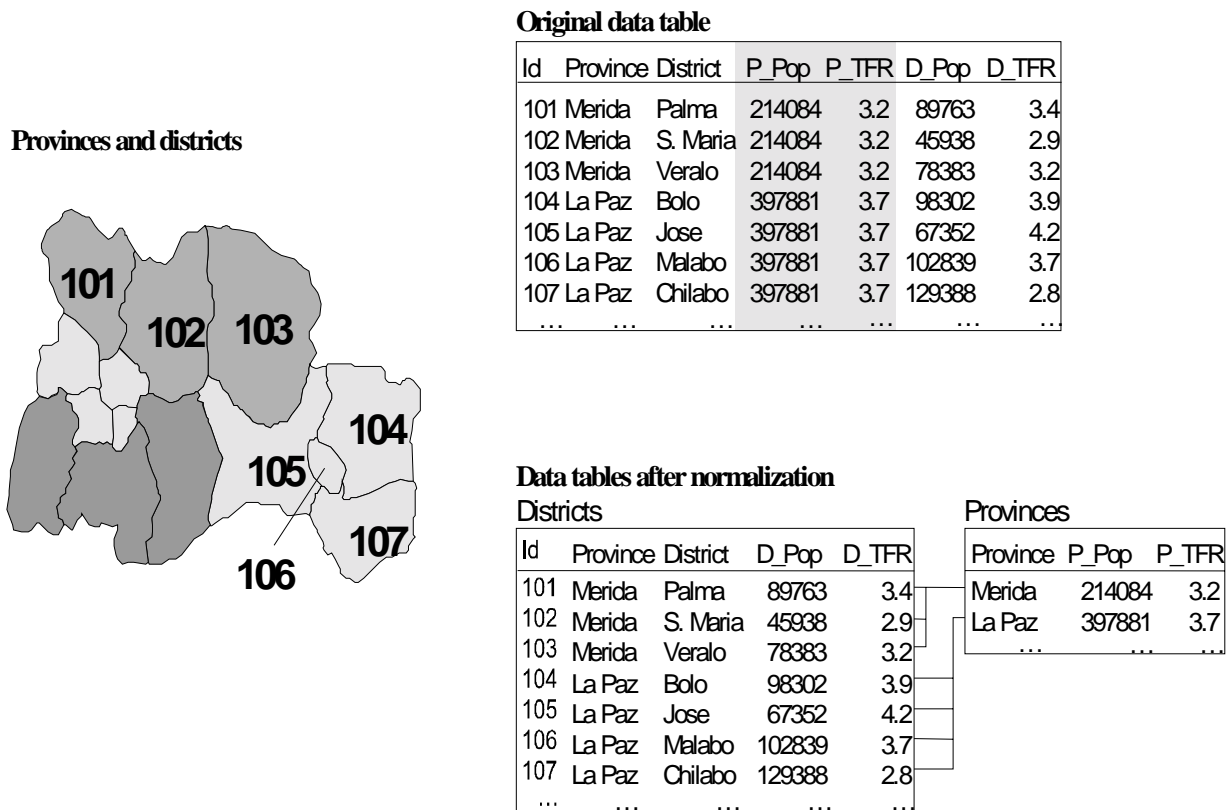 Original data table
Id Province District P_Pop P_TFR D_Pop D_TFR
101 Merida Palma 214084 3.2 89763 3.4
102 Merida S. Maria 214084 3.2 45938 2.9
103 Merida Veralo 214084 3.2 78383 3.2
104 La Paz Bolo 397881 3.7 98302 3.9
105 La Paz Jose 397881 3.7 67352 4.2
106 La Paz Malabo 397881 3.7 102839 3.7
107 La Paz Chilabo 397881 3.7 129388 2.8
... ... ... ... ... ... ...
Provinces and districts
101
102
103
104
105
106
107
Data tables after normalization
Districts
Id Province District D_Pop D_TFR
101 Merida Palma 89763 3.4
102 Merida S. Maria 45938 2.9
103 Merida Veralo 78383 3.2
104 La Paz Bolo 98302 3.9
105 La Paz Jose 67352 4.2
106 La Paz Malabo 102839 3.7
107 La Paz Chilabo 129388 2.8
... ... ... ... ...
Provinces
Province P_Pop P_TFR
Merida 214084 3.2
La Paz 397881 3.7
... ... ...